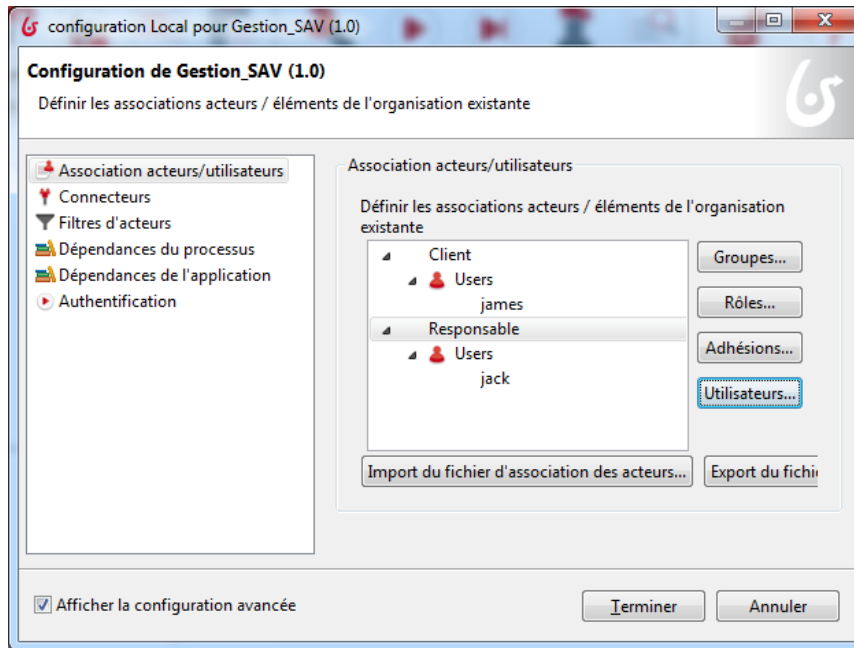 configuration Local pour Gestion_SAV (1.0)
Configuration de Gestion_SAV (1.0)
Définir les associations acteurs / éléments de l'organisation existante
Association acteurs/utilisateurs
Connecteurs
Filtres d'acteurs
Dépendances du processus
Dépendances de l'application
Authentification
Association acteurs/utilisateurs
Définir les associations acteurs / éléments de l'organisation
existante
Client
Users
james
Responsable
Users
jack
Groupes...
Rôles...
Adhésions...
Utilisateurs...
Import du fichier d'association des acteurs...
Export du fichi
Afficher la configuration avancée
Terminer
Annuler